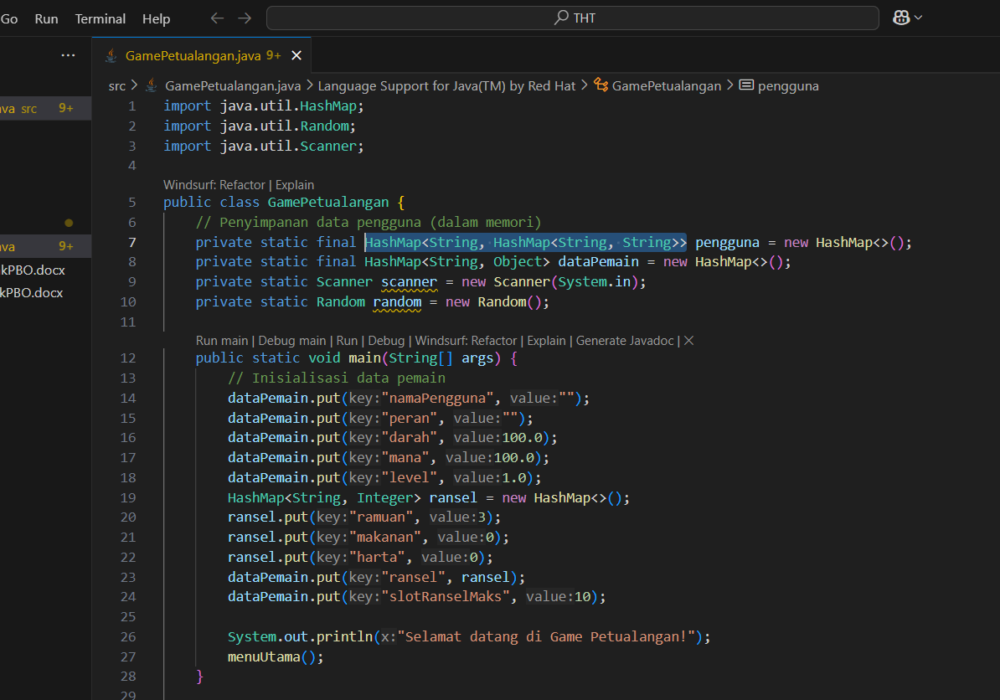 Go Run Terminal Help THT
GamePetualangan.java 9+
src > GamePetualangan.java > Language Support for Java(TM) by Red Hat > GamePetualangan > pengguna
ava src 9+
ava 9+
kPBO.docx
kPBO.docx
1 import java.util.HashMap;
2 import java.util.Random;
3 import java.util.Scanner;
4
Windsurf: Refactor | Explain
5 public class GamePetualangan {
6 // Penyimpanan data pengguna (dalam memori)
7 private static final HashMap<String, HashMap<String, String>> pengguna = new HashMap<>();
8 private static final HashMap<String, Object> dataPemain = new HashMap<>();
9 private static Scanner scanner = new Scanner(System.in);
10 private static Random random = new Random();
11
Run main | Debug main | Run | Debug | Windsurf: Refactor | Explain | Generate Javadoc | ×
12 public static void main(String[] args) {
13 // Inisialisasi data pemain
14 dataPemain.put(key:"namaPengguna", value:"");
15 dataPemain.put(key:"peran", value:"");
16 dataPemain.put(key:"darah", value:100.0);
17 dataPemain.put(key:"mana", value:100.0);
18 dataPemain.put(key:"level", value:1.0);
19 HashMap<String, Integer> ransel = new HashMap<>();
20 ransel.put(key:"ramuan", value:3);
21 ransel.put(key:"makanan", value:0);
22 ransel.put(key:"harta", value:0);
23 dataPemain.put(key:"ransel", ransel);
24 dataPemain.put(key:"slotRanselMaks", value:10);
25
26 System.out.println(x:"Selamat datang di Game Petualangan!");
27 menuUtama();
28 }
29